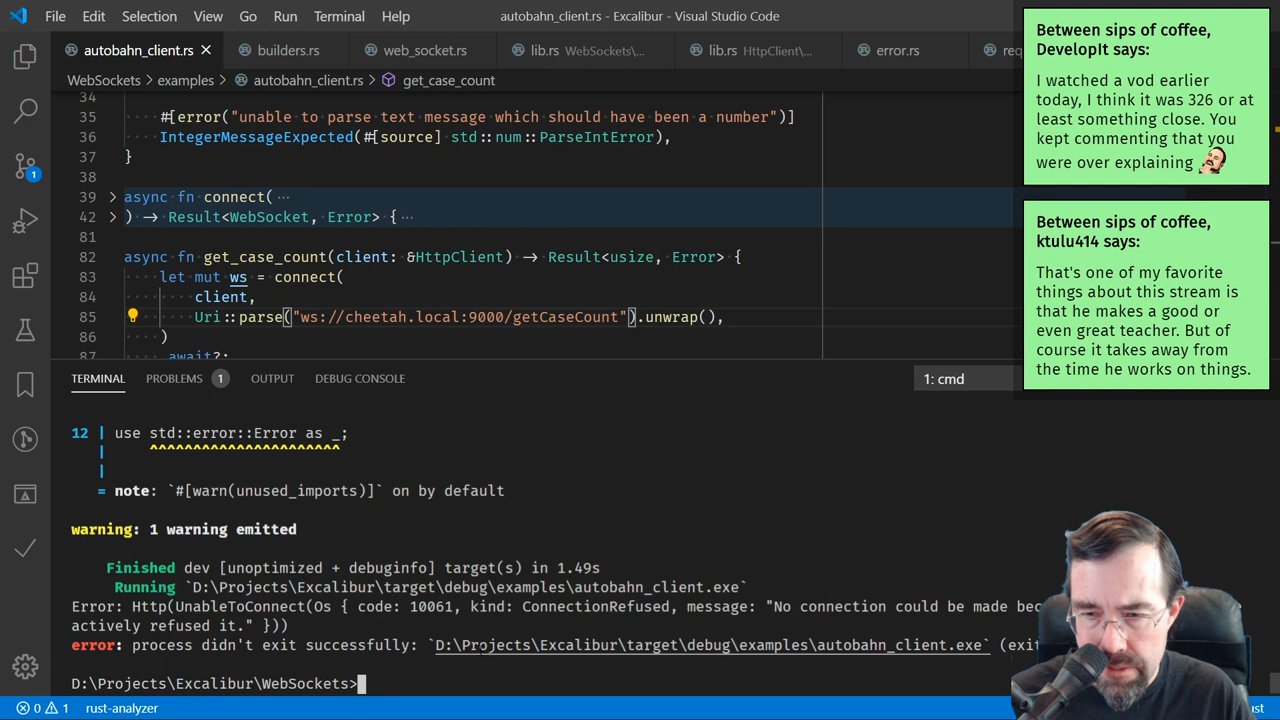 File Edit Selection View Go Run Terminal Help
autobahn_client.rs - Excalibur - Visual Studio Code
autobahn_client.rs
builders.rs
web_socket.rs
lib.rs WebSockets\...
lib.rs HttpClient\...
error.rs
WebSockets > examples > autobahn_client.rs > get_case_count
34
35 #[error("unable to parse text message which should have been a number")]
36 IntegerMessageExpected(#[source] std::num::ParseIntError),
37 }
38
39 async fn connect( ...
42 ) -> Result<WebSocket, Error> { ...
81
82 async fn get_case_count(client: &HttpClient) -> Result<usize, Error> {
83 let mut ws = connect(
84 client,
85 Uri::parse("ws://cheetah.local:9000/getCaseCount").unwrap(),
86 )
87 .await?;
TERMINAL PROBLEMS 1 OUTPUT DEBUG CONSOLE
1: cmd
12 | use std::error::Error as _;
| ^^^^^^^^^^^^^^^^^^^^^
|
= note: `#[warn(unused_imports)]` on by default
warning: 1 warning emitted
Finished dev [unoptimized + debuginfo] target(s) in 1.49s
Running `D:\Projects\Excalibur\target\debug\examples\autobahn_client.exe`
Error: Http(UnableToConnect(Os { code: 10061, kind: ConnectionRefused, message: "No connection could be made
actively refused it." }))
error: process didn't exit successfully: `D:\Projects\Excalibur\target\debug\examples\autobahn_client.exe`
D:\Projects\Excalibur\WebSockets>
0 1 rust-analyzer
1
Between sips of coffee,
DevelopIt says:
I watched a vod earlier
today, I think it was 326 or at
least something close. You
kept commenting that you
were over explaining
Between sips of coffee,
ktulu414 says:
That's one of my favorite
things about this stream is
that he makes a good or
even great teacher. But of
course it takes away from
the time he works on things.